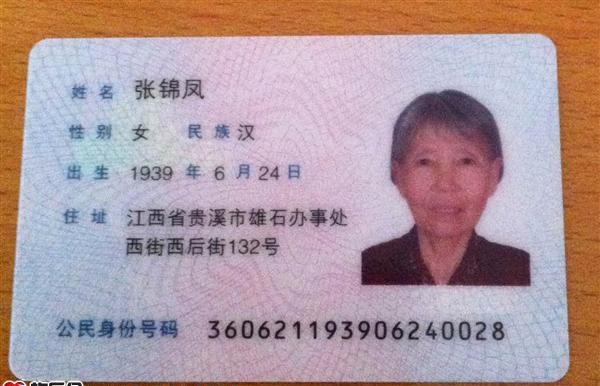 姓名 张锦凤
性别 女 民族 汉
出生 1939 年 6 月 24 日
住址 江西省贵溪市雄石办事处
西街西后街132号
公民身份号码 360621193906240028